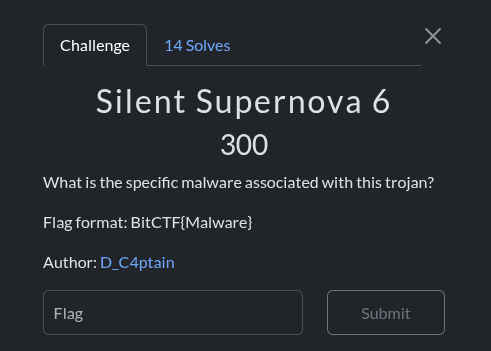 Challenge
14 Solves
Silent Supernova 6
300
What is the specific malware associated with this trojan?
Flag format: BitCTF{Malware}
Author: D_C4ptain
Flag
Submit